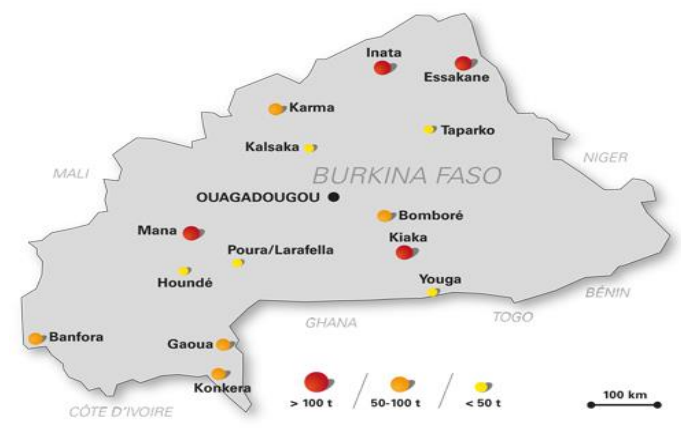 Inata
Essakane
Karma
Taparko
Kalsaka
NIGER
MALI
BURKINA FASO
OUAGADOUGOU
Bomboré
Mana
Kiaka
Poura/Larafella
Houndé
Youga
BÉNIN
TOGO
GHANA
Banfora
Gaoua
Konkera
> 100 t
50-100 t
< 50 t
100 km
CÔTE D'IVOIRE